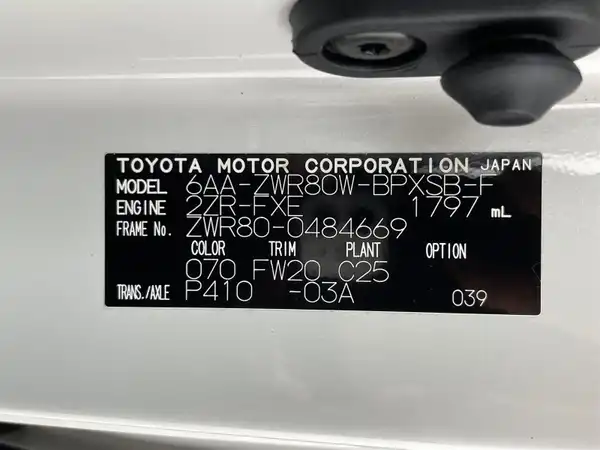 TOYOTA MOTOR CORPORATION JAPAN
MODEL 6AA-ZWR80W-BPXSB-F
ENGINE 2ZR-FXE 1797 mL
FRAME No. ZWR80-0484669
COLOR TRIM PLANT OPTION
070 FW20 C25
TRANS./AXLE P410 -03A 039